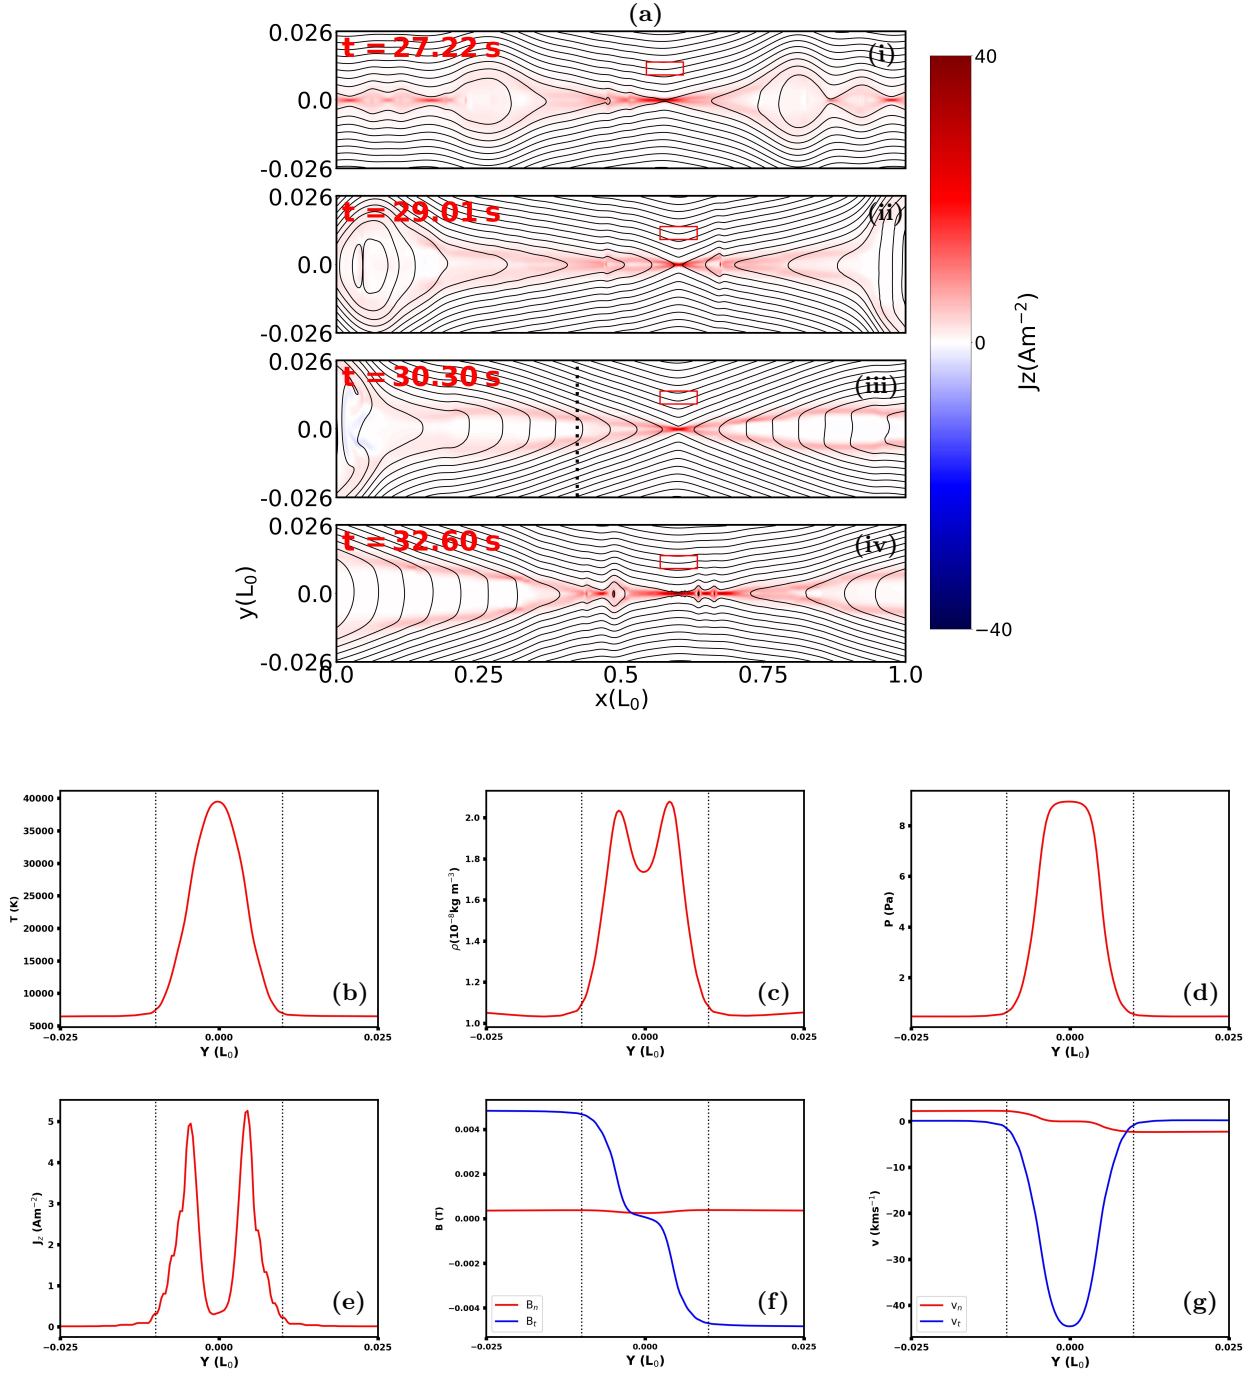 (a)
0.026
0.0
-0.026
t = 27.22 s
(i)
0.026
0.0
-0.026
t = 29.01 s
(ii)
0.026
0.0
-0.026
t = 30.30 s
(iii)
0.026
0.0
-0.026
t = 32.60 s
(iv)
y(L₀)
0.0
0.25
0.5
0.75
1.0
x(L₀)
40
0
−40
Jz(Am⁻²)
40000
35000
30000
25000
20000
15000
10000
5000
T (K)
−0.025
0.000
0.025
Y (L₀)
(b)
2.0
1.8
1.6
1.4
1.2
1.0
ρ(10⁻⁸kg m⁻³)
−0.025
0.000
0.025
Y (L₀)
(c)
8
6
4
2
P (Pa)
−0.025
0.000
0.025
Y (L₀)
(d)
5
4
3
2
1
0
J_z (Am⁻²)
−0.025
0.000
0.025
Y (L₀)
(e)
0.004
0.002
0.000
−0.002
−0.004
B (T)
B_n
B_t
−0.025
0.000
0.025
Y (L₀)
(f)
0
−10
−20
−30
−40
v (kms⁻¹)
v_n
v_t
−0.025
0.000
0.025
Y (L₀)
(g)